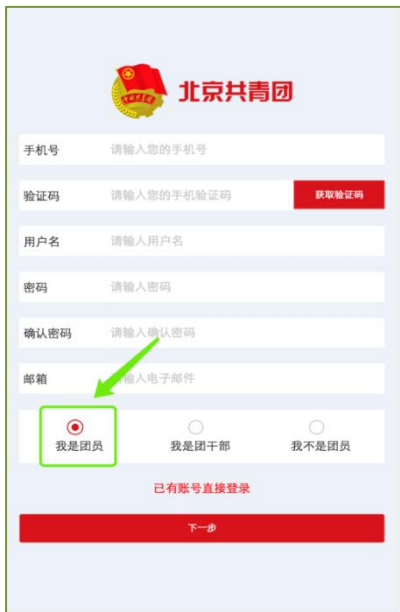 北京共青团
手机号 请输入您的手机号
验证码 请输入您的手机验证码 获取验证码
用户名 请输入用户名
密码 请输入密码
确认密码 请输入确认密码
邮箱 请输入电子邮件
我是团员 我是团干部 我不是团员
已有账号直接登录
下一步